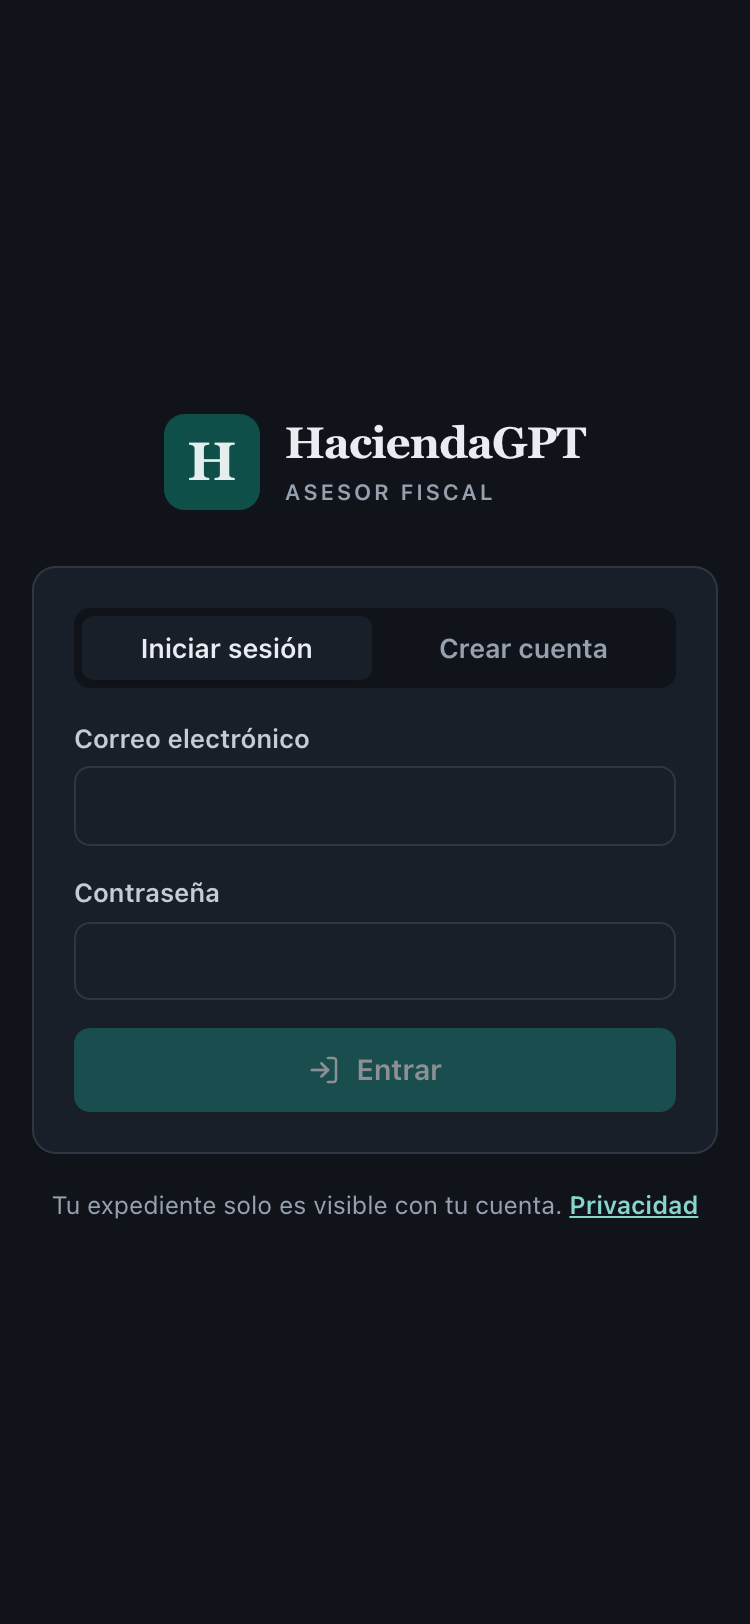 H
HaciendaGPT
ASESOR FISCAL
Iniciar sesión
Crear cuenta
Correo electrónico
Contraseña
Entrar
Tu expediente solo es visible con tu cuenta. Privacidad